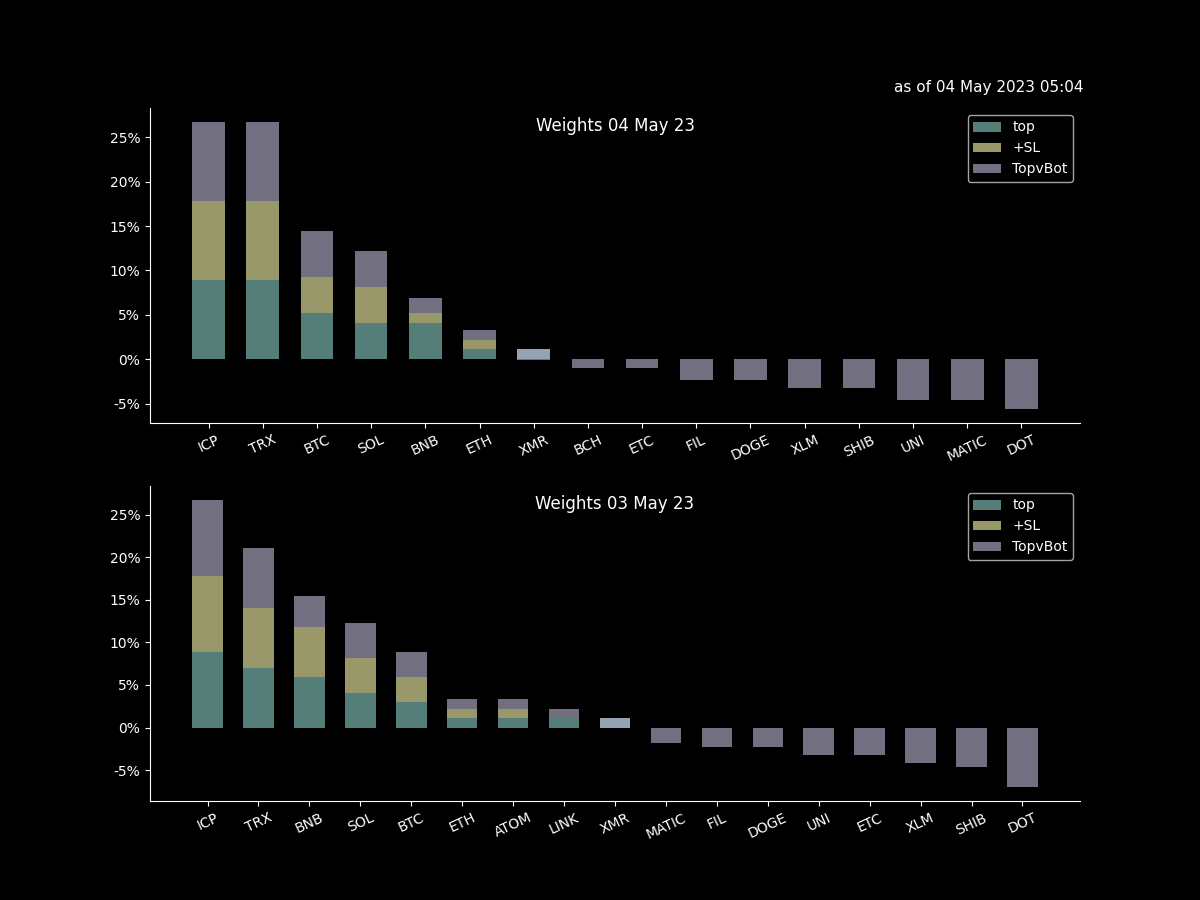 as of 04 May 2023 05:04
Weights 04 May 23
top
+SL
TopvBot
25%
20%
15%
10%
5%
0%
-5%
ICP TRX BTC SOL BNB ETH XMR BCH ETC FIL DOGE XLM SHIB UNI MATIC DOT
Weights 03 May 23
top
+SL
TopvBot
25%
20%
15%
10%
5%
0%
-5%
ICP TRX BNB SOL BTC ETH ATOM LINK XMR MATIC FIL DOGE UNI ETC XLM SHIB DOT